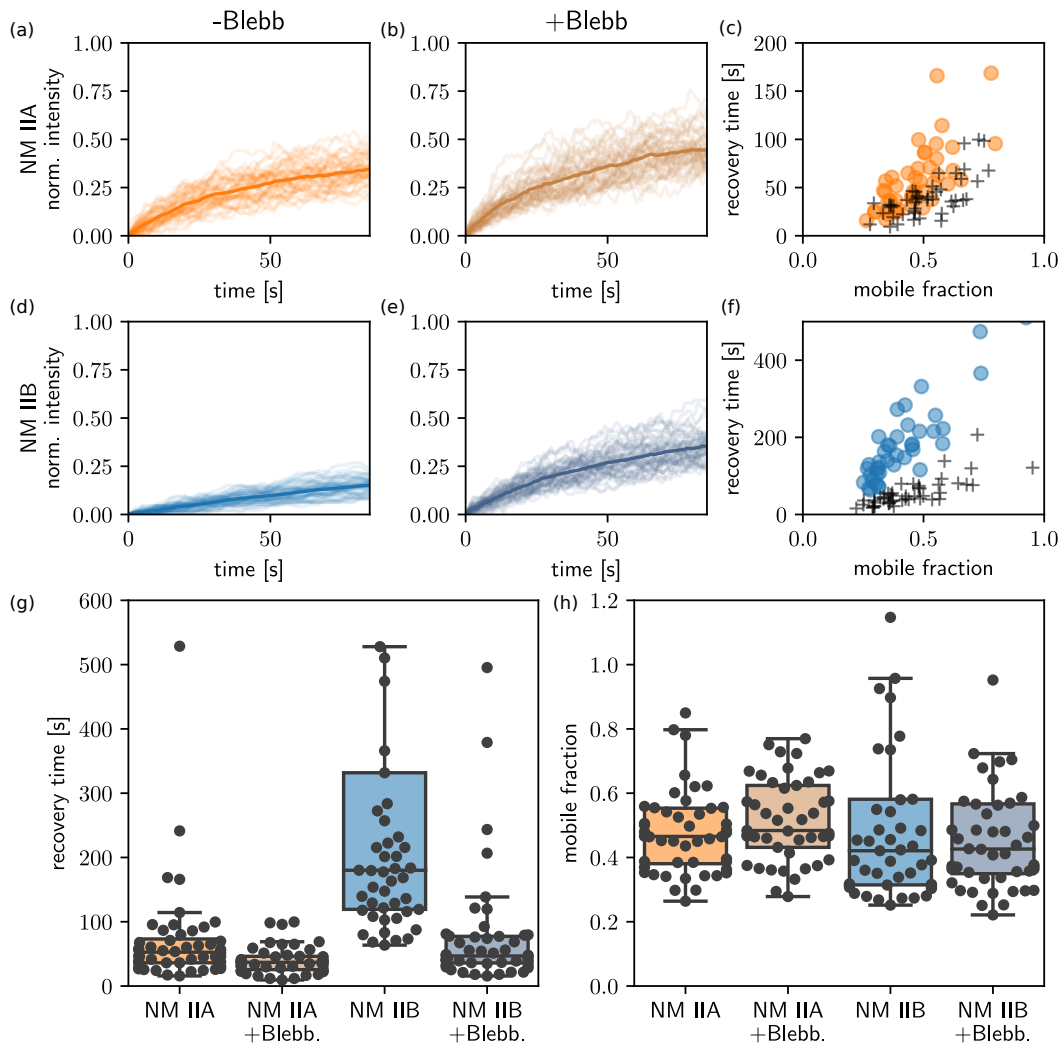 -Blebb
+Blebb
(a)
(b)
(c)
NM IIA
norm. intensity
1.00
0.75
0.50
0.25
0.00
0
50
time [s]
1.00
0.75
0.50
0.25
0.00
0
50
time [s]
recovery time [s]
200
150
100
50
0
0.0
0.5
1.0
mobile fraction
(d)
(e)
(f)
NM IIB
norm. intensity
1.00
0.75
0.50
0.25
0.00
0
50
time [s]
1.00
0.75
0.50
0.25
0.00
0
50
time [s]
recovery time [s]
400
200
0
0.0
0.5
1.0
mobile fraction
(g)
recovery time [s]
600
500
400
300
200
100
0
NM IIA
NM IIA
+Blebb.
NM IIB
NM IIB
+Blebb.
(h)
mobile fraction
1.2
1.0
0.8
0.6
0.4
0.2
0.0
NM IIA
NM IIA
+Blebb.
NM IIB
NM IIB
+Blebb.